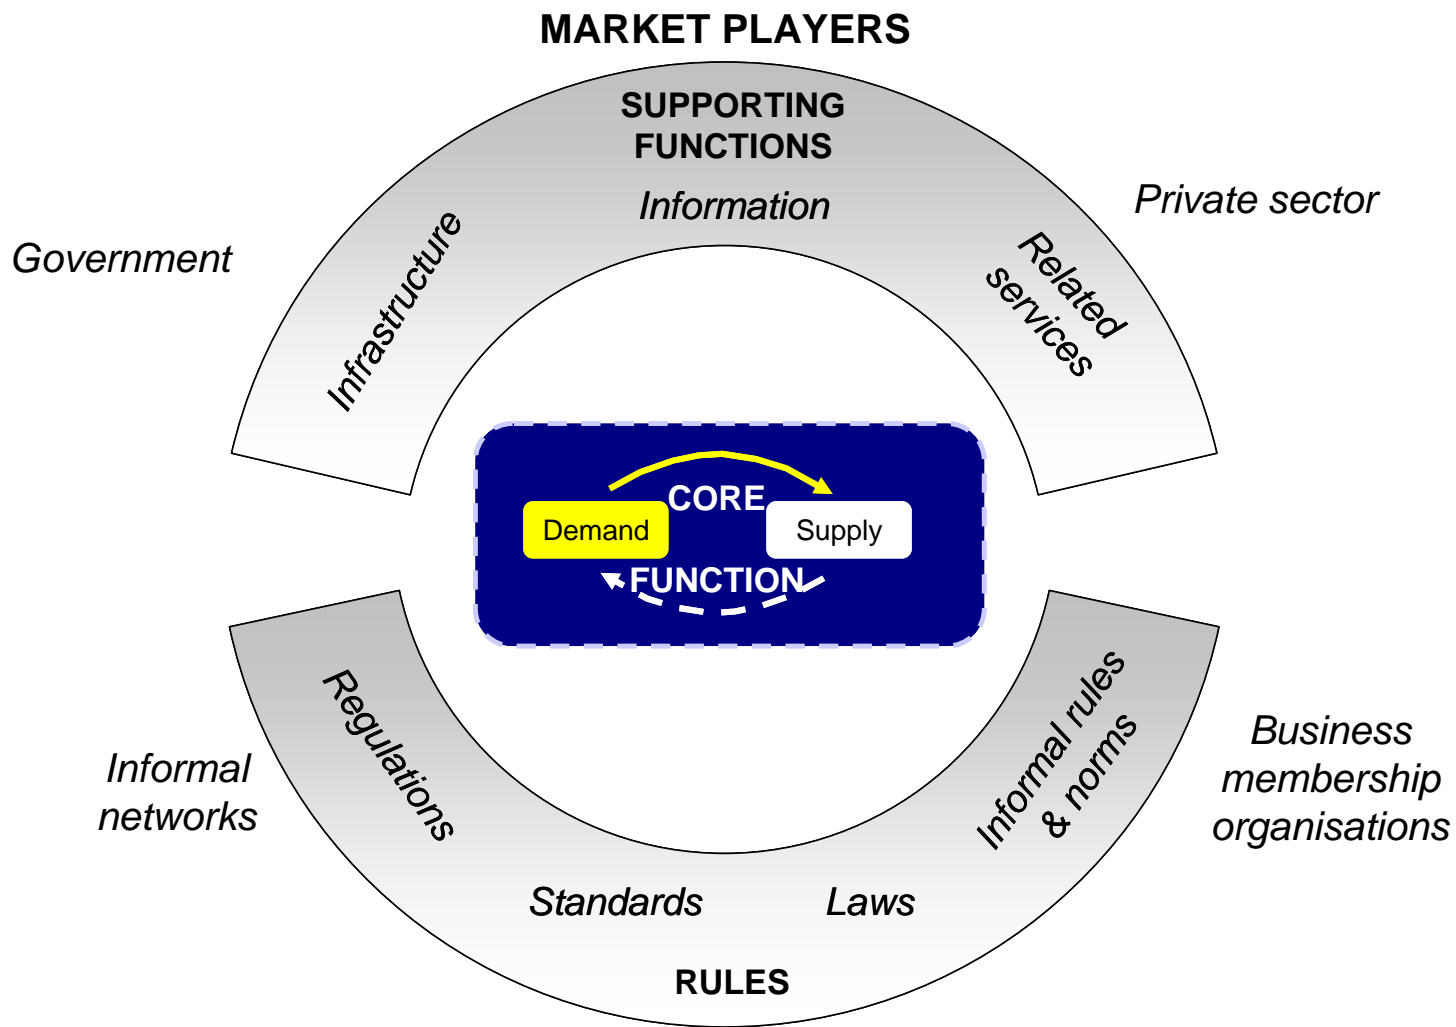 MARKET PLAYERS
SUPPORTING
FUNCTIONS
Information
Private sector
Government
Infrastructure
Related
services
CORE
Demand
Supply
FUNCTION
Regulations
Informal rules
& norms
Informal
networks
Business
membership
organisations
Standards
Laws
RULES